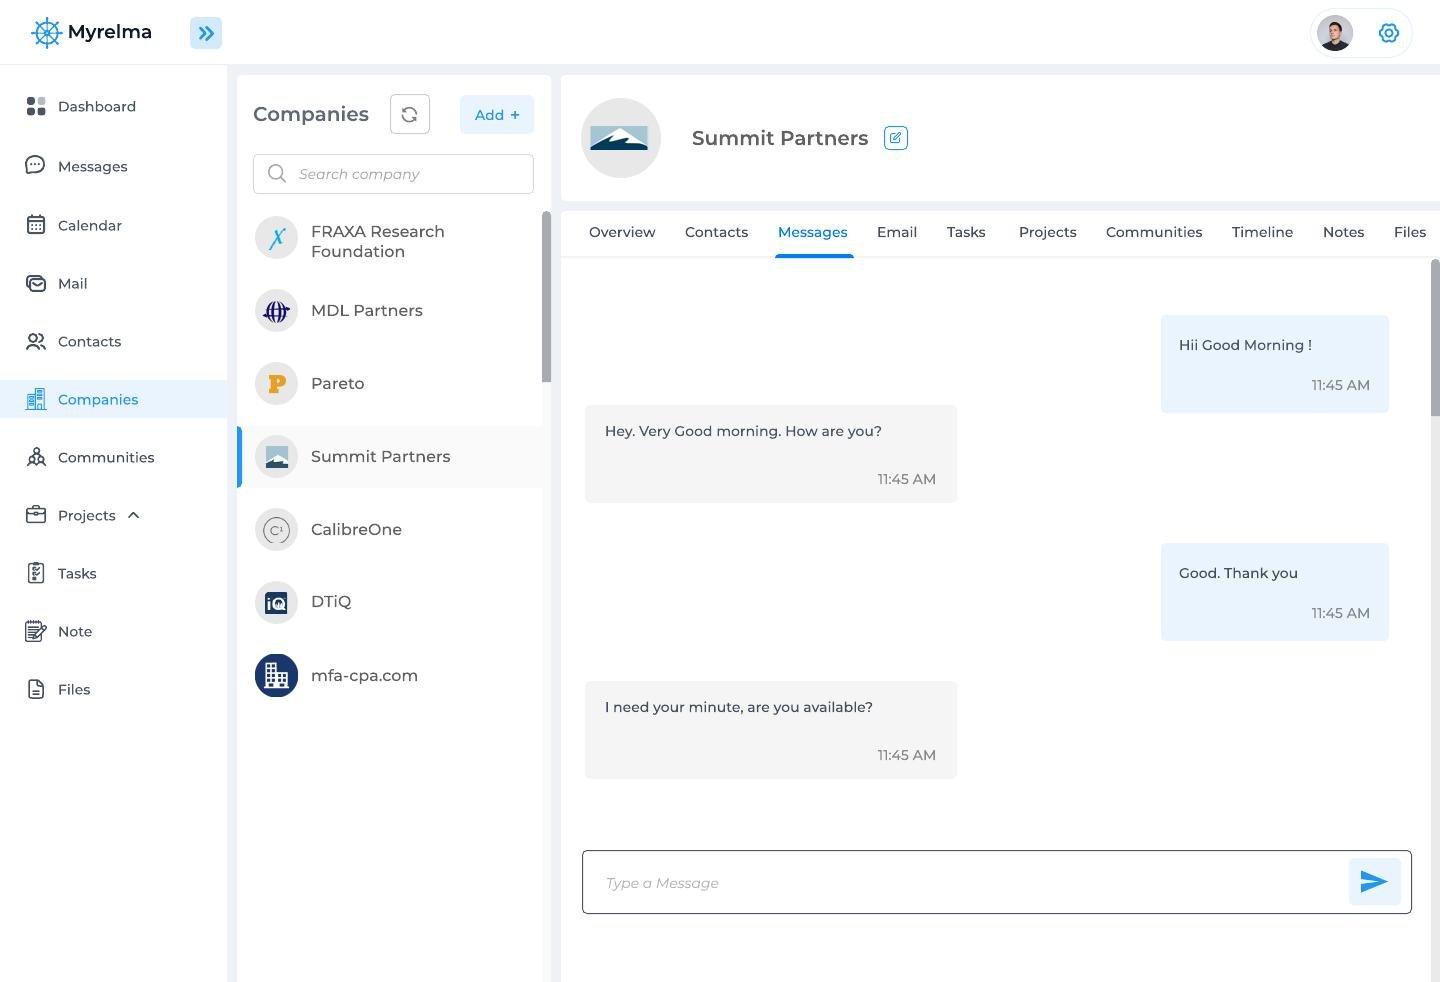 Myrelma
Dashboard
Messages
Calendar
Mail
Contacts
Companies
Communities
Projects
Tasks
Note
Files
Companies
Add +
Search company
FRAXA Research
Foundation
MDL Partners
P
Pareto
Summit Partners
C¹
CalibreOne
iQ
DTiQ
mfa-cpa.com
Summit Partners
Overview Contacts Messages Email Tasks Projects Communities Timeline Notes Files
Hii Good Morning !
11:45 AM
Hey. Very Good morning. How are you?
11:45 AM
Good. Thank you
11:45 AM
I need your minute, are you available?
11:45 AM
Type a Message